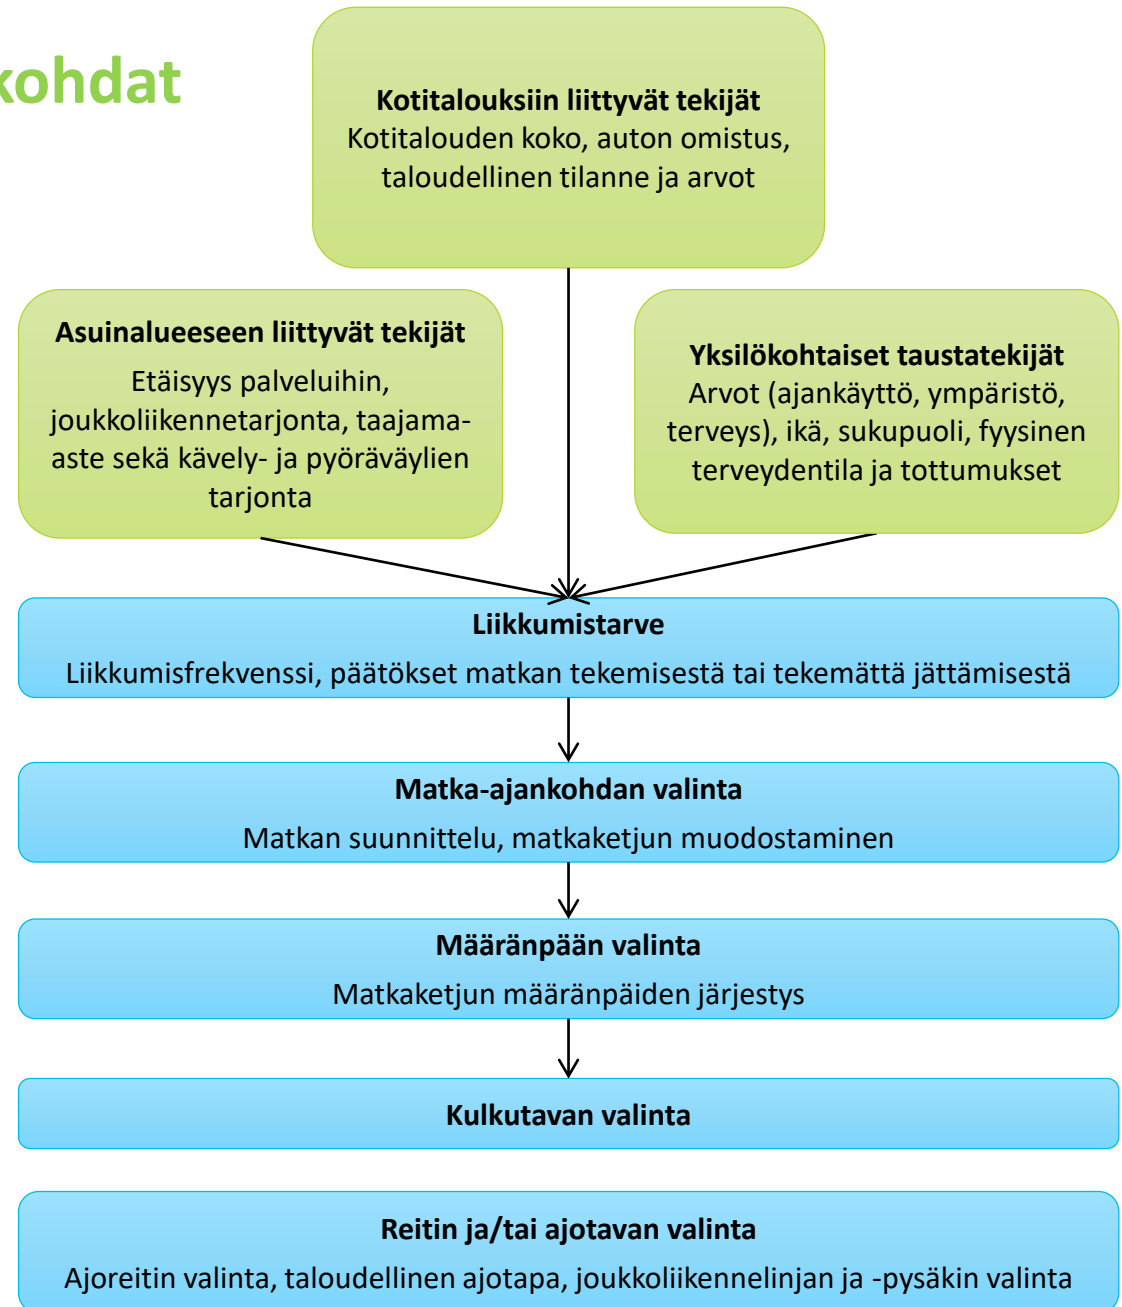 kohdat
Kotitalouksiin liittyvät tekijät
Kotitalouden koko, auton omistus,
taloudellinen tilanne ja arvot
Asuinalueeseen liittyvät tekijät
Etäisyys palveluihin,
joukkoliikennetarjonta, taajama-
aste sekä kävely- ja pyöräväylien
tarjonta
Yksilökohtaiset taustatekijät
Arvot (ajankäyttö, ympäristö,
terveys), ikä, sukupuoli, fyysinen
terveydentila ja tottumukset
Liikkumistarve
Liikkumisfrekvenssi, päätökset matkan tekemisestä tai tekemättä jättämisestä
Matka-ajankohdan valinta
Matkan suunnittelu, matkaketjun muodostaminen
Määränpään valinta
Matkaketjun määränpäiden järjestys
Kulkutavan valinta
Reitin ja/tai ajotavan valinta
Ajoreitin valinta, taloudellinen ajotapa, joukkoliikennelinjan ja -pysäkin valinta